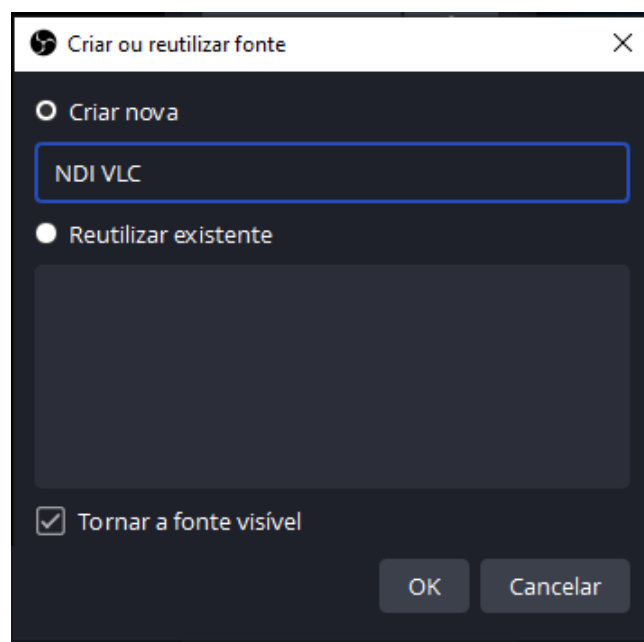 Criar ou reutilizar fonte
Criar nova
NDI VLC
Reutilizar existente
Tornar a fonte visível
OK
Cancelar